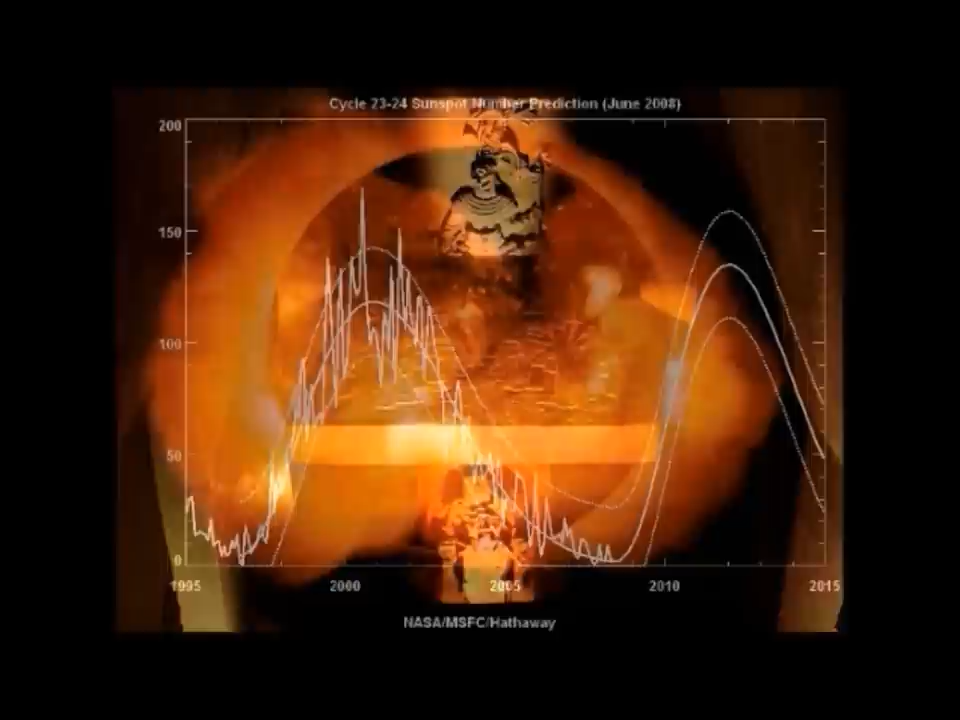 Cycle 23-24 Sunspot Number Prediction (June 2008)
200
150
100
50
0
1995 2000 2005 2010 2015
NASA/MSFC/Hathaway